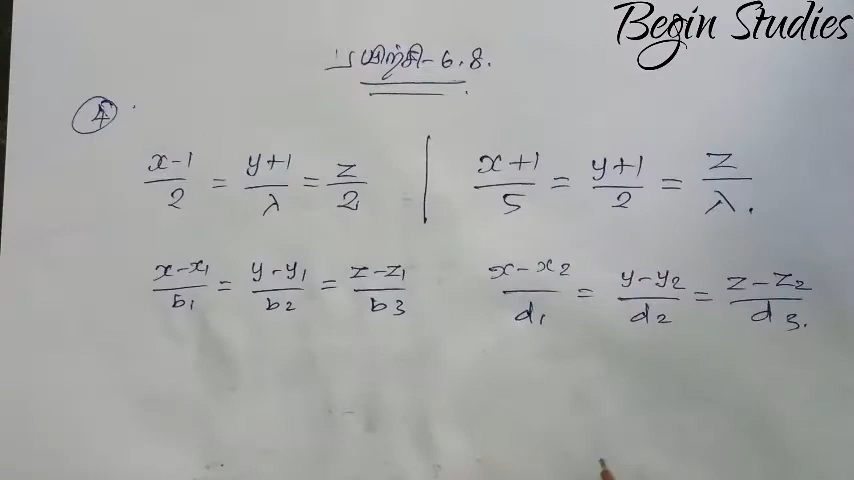 Begin Studies
பயிற்சி - 6.8.
4
x-1/2 = y+1/λ = z/2 | x+1/5 = y+1/2 = z/λ.
x-x₁/b₁ = y-y₁/b₂ = z-z₁/b₃ x-x₂/d₁ = y-y₂/d₂ = z-z₂/d₃.